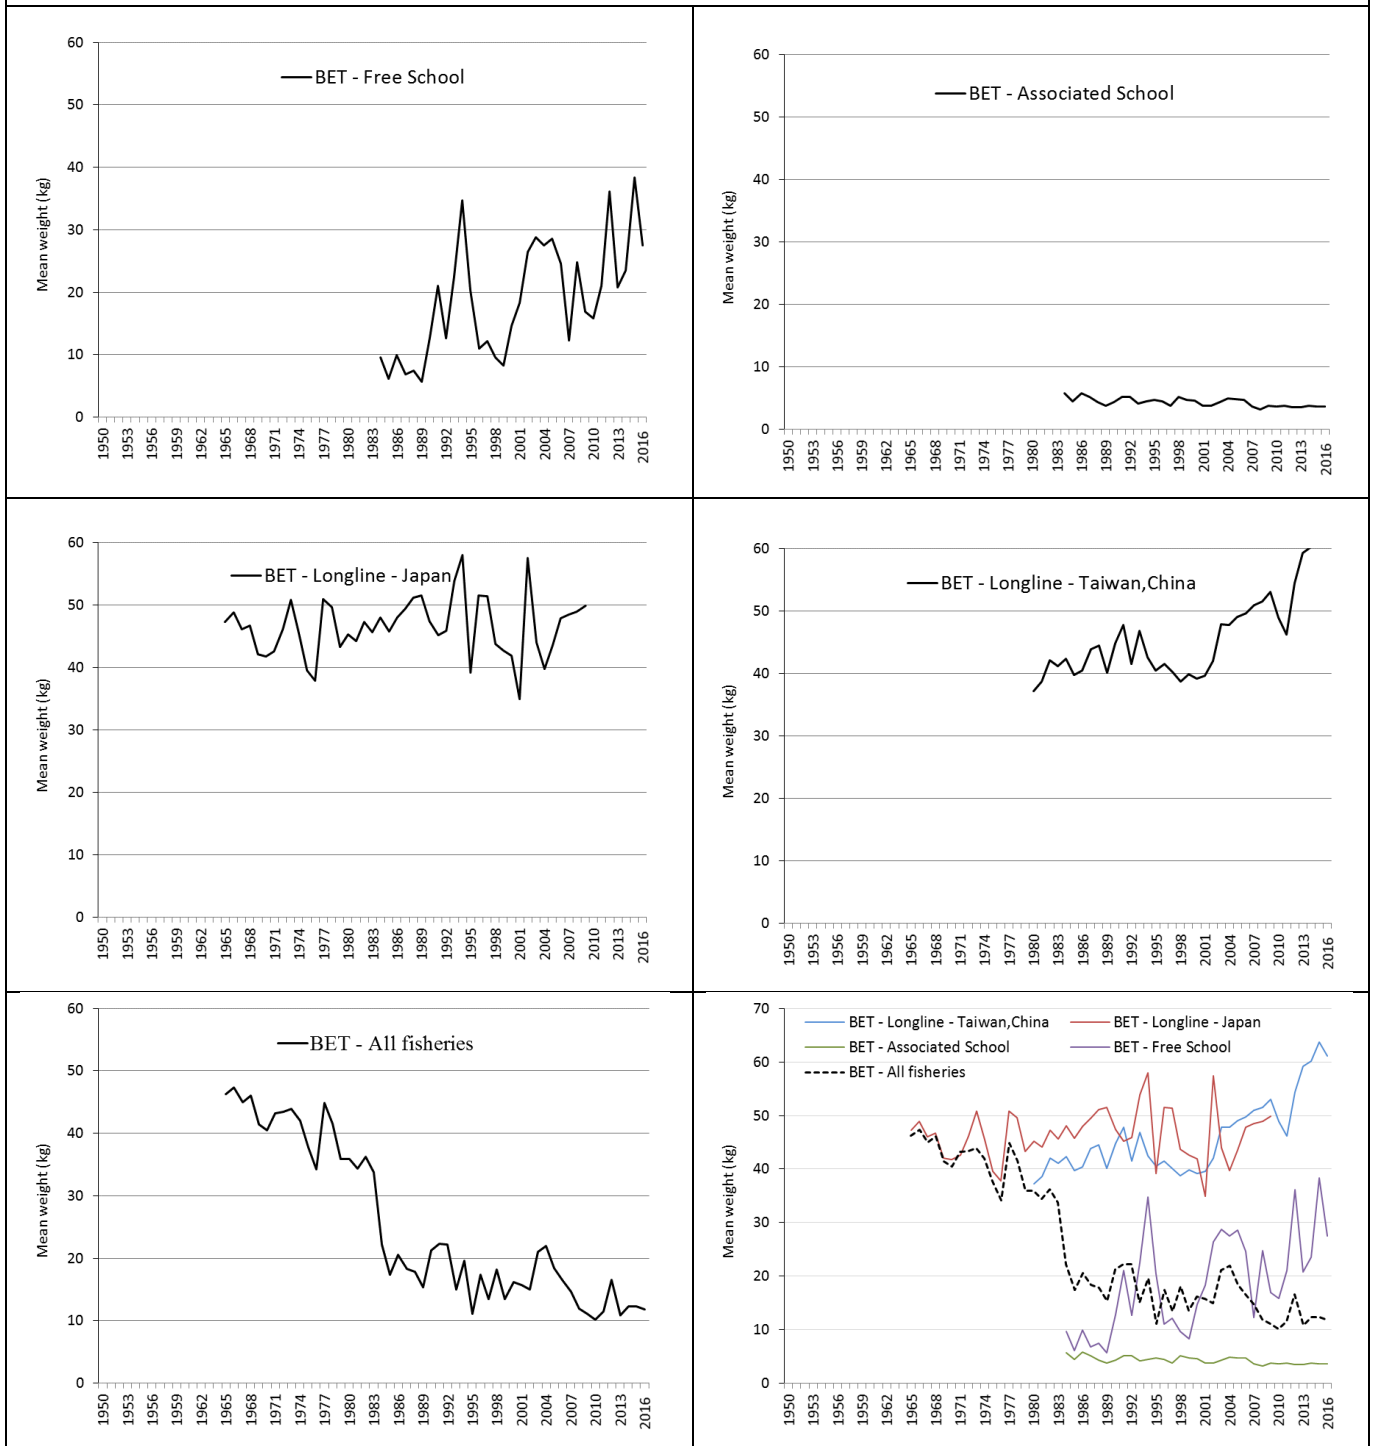 60
50
40
30
20
10
0
Mean weight (kg)
BET - Free School
1950 1953 1956 1959 1962 1965 1968 1971 1974 1977 1980 1983 1986 1989 1992 1995 1998 2001 2004 2007 2010 2013 2016
60
50
40
30
20
10
0
Mean weight (kg)
BET - Associated School
1950 1953 1956 1959 1962 1965 1968 1971 1974 1977 1980 1983 1986 1989 1992 1995 1998 2001 2004 2007 2010 2013 2016
60
50
40
30
20
10
0
Mean weight (kg)
BET - Longline - Japan
1950 1953 1956 1959 1962 1965 1968 1971 1974 1977 1980 1983 1986 1989 1992 1995 1998 2001 2004 2007 2010 2013 2016
60
50
40
30
20
10
0
Mean weight (kg)
BET - Longline - Taiwan,China
1950 1953 1956 1959 1962 1965 1968 1971 1974 1977 1980 1983 1986 1989 1992 1995 1998 2001 2004 2007 2010 2013 2016
60
50
40
30
20
10
0
Mean weight (kg)
BET - All fisheries
1950 1953 1956 1959 1962 1965 1968 1971 1974 1977 1980 1983 1986 1989 1992 1995 1998 2001 2004 2007 2010 2013 2016
70
60
50
40
30
20
10
0
Mean weight (kg)
BET - Longline - Taiwan,China BET - Longline - Japan
BET - Associated School BET - Free School
BET - All fisheries
1950 1953 1956 1959 1962 1965 1968 1971 1974 1977 1980 1983 1986 1989 1992 1995 1998 2001 2004 2007 2010 2013 2016